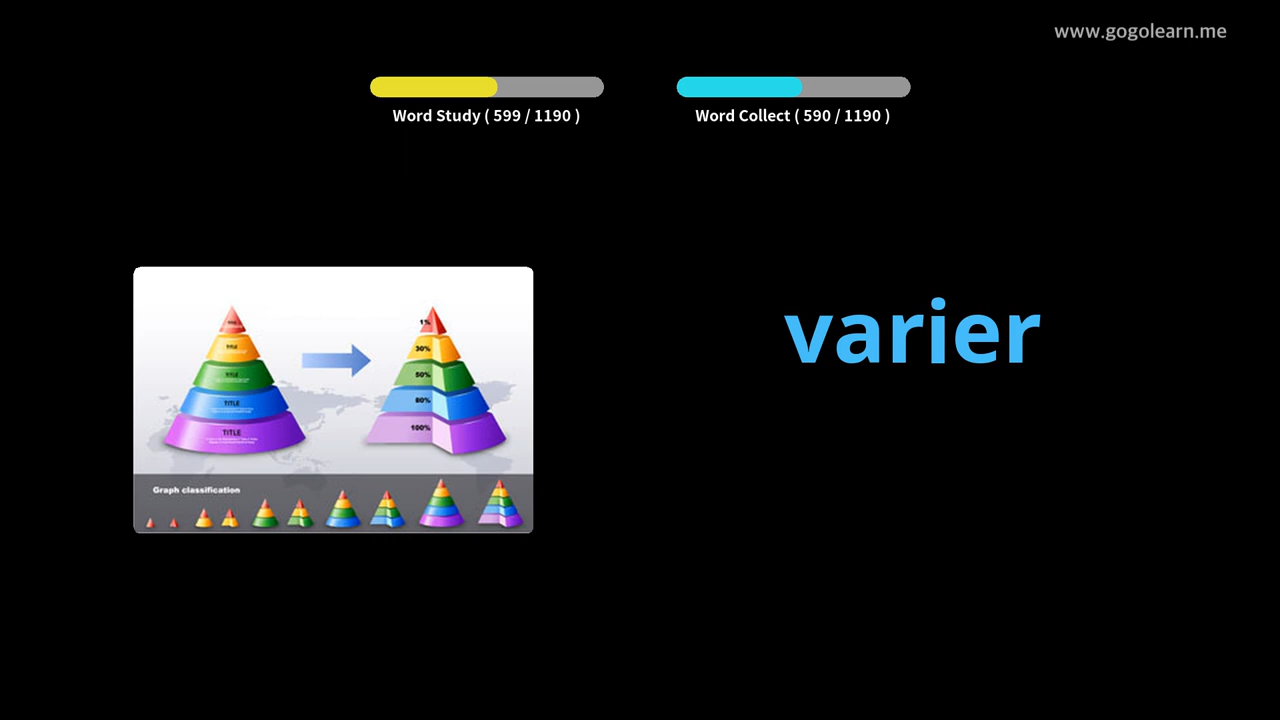 www.gogolearn.me
Word Study ( 599 / 1190 )
Word Collect ( 590 / 1190 )
varier
TITLE
TITLE
TITLE
TITLE
1%
30%
50%
80%
100%
Graph classification